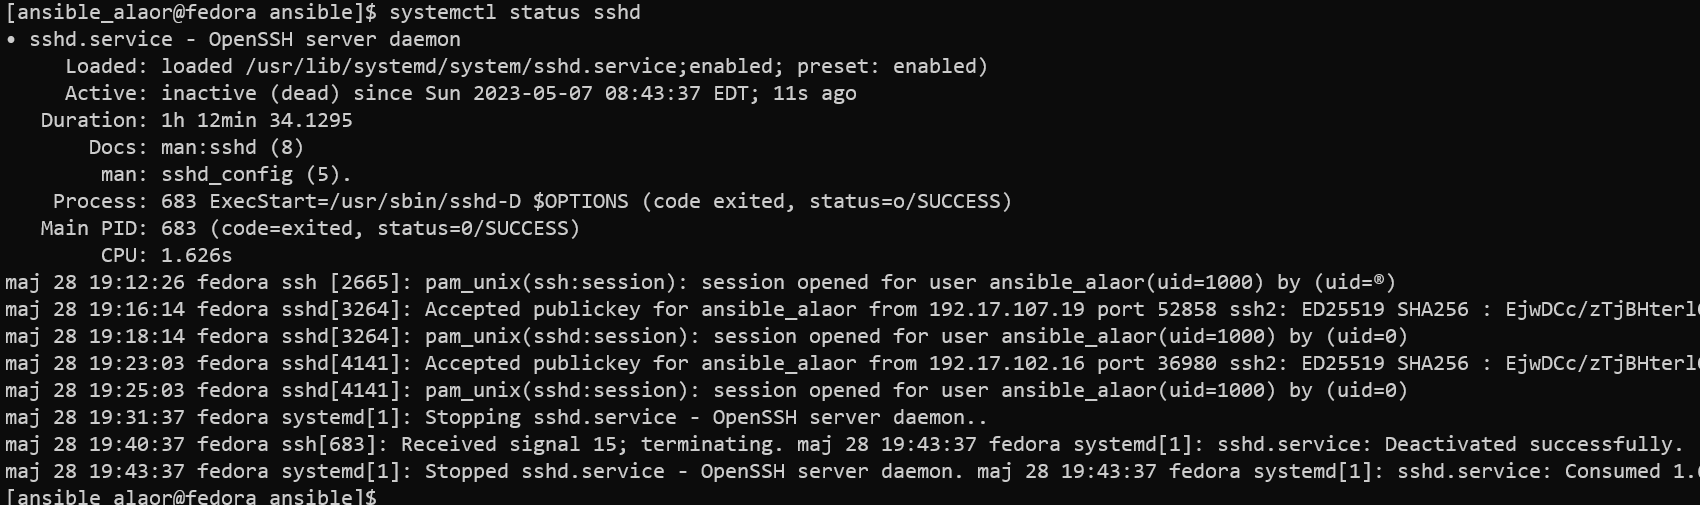 [ansible_alaor@fedora ansible]$ systemctl status sshd
• sshd.service - OpenSSH server daemon
Loaded: loaded /usr/lib/systemd/system/sshd.service;enabled; preset: enabled)
Active: inactive (dead) since Sun 2023-05-07 08:43:37 EDT; 11s ago
Duration: 1h 12min 34.1295
Docs: man:sshd (8)
man: sshd_config (5).
Process: 683 ExecStart=/usr/sbin/sshd-D $OPTIONS (code exited, status=o/SUCCESS)
Main PID: 683 (code=exited, status=0/SUCCESS)
CPU: 1.626s
maj 28 19:12:26 fedora ssh [2665]: pam_unix(ssh:session): session opened for user ansible_alaor(uid=1000) by (uid=®)
maj 28 19:16:14 fedora sshd[3264]: Accepted publickey for ansible_alaor from 192.17.107.19 port 52858 ssh2: ED25519 SHA256 : EjwDCc/zTjBHterl
maj 28 19:18:14 fedora sshd[3264]: pam_unix(sshd:session): session opened for user ansible_alaor(uid=1000) by (uid=0)
maj 28 19:23:03 fedora sshd[4141]: Accepted publickey for ansible_alaor from 192.17.102.16 port 36980 ssh2: ED25519 SHA256 : EjwDCc/zTjBHterl
maj 28 19:25:03 fedora sshd[4141]: pam_unix(sshd:session): session opened for user ansible_alaor(uid=1000) by (uid=0)
maj 28 19:31:37 fedora systemd[1]: Stopping sshd.service - OpenSSH server daemon..
maj 28 19:40:37 fedora ssh[683]: Received signal 15; terminating. maj 28 19:43:37 fedora systemd[1]: sshd.service: Deactivated successfully.
maj 28 19:43:37 fedora systemd[1]: Stopped sshd.service - OpenSSH server daemon. maj 28 19:43:37 fedora systemd[1]: sshd.service: Consumed 1.
[ansible_alaor@fedora ansible]$